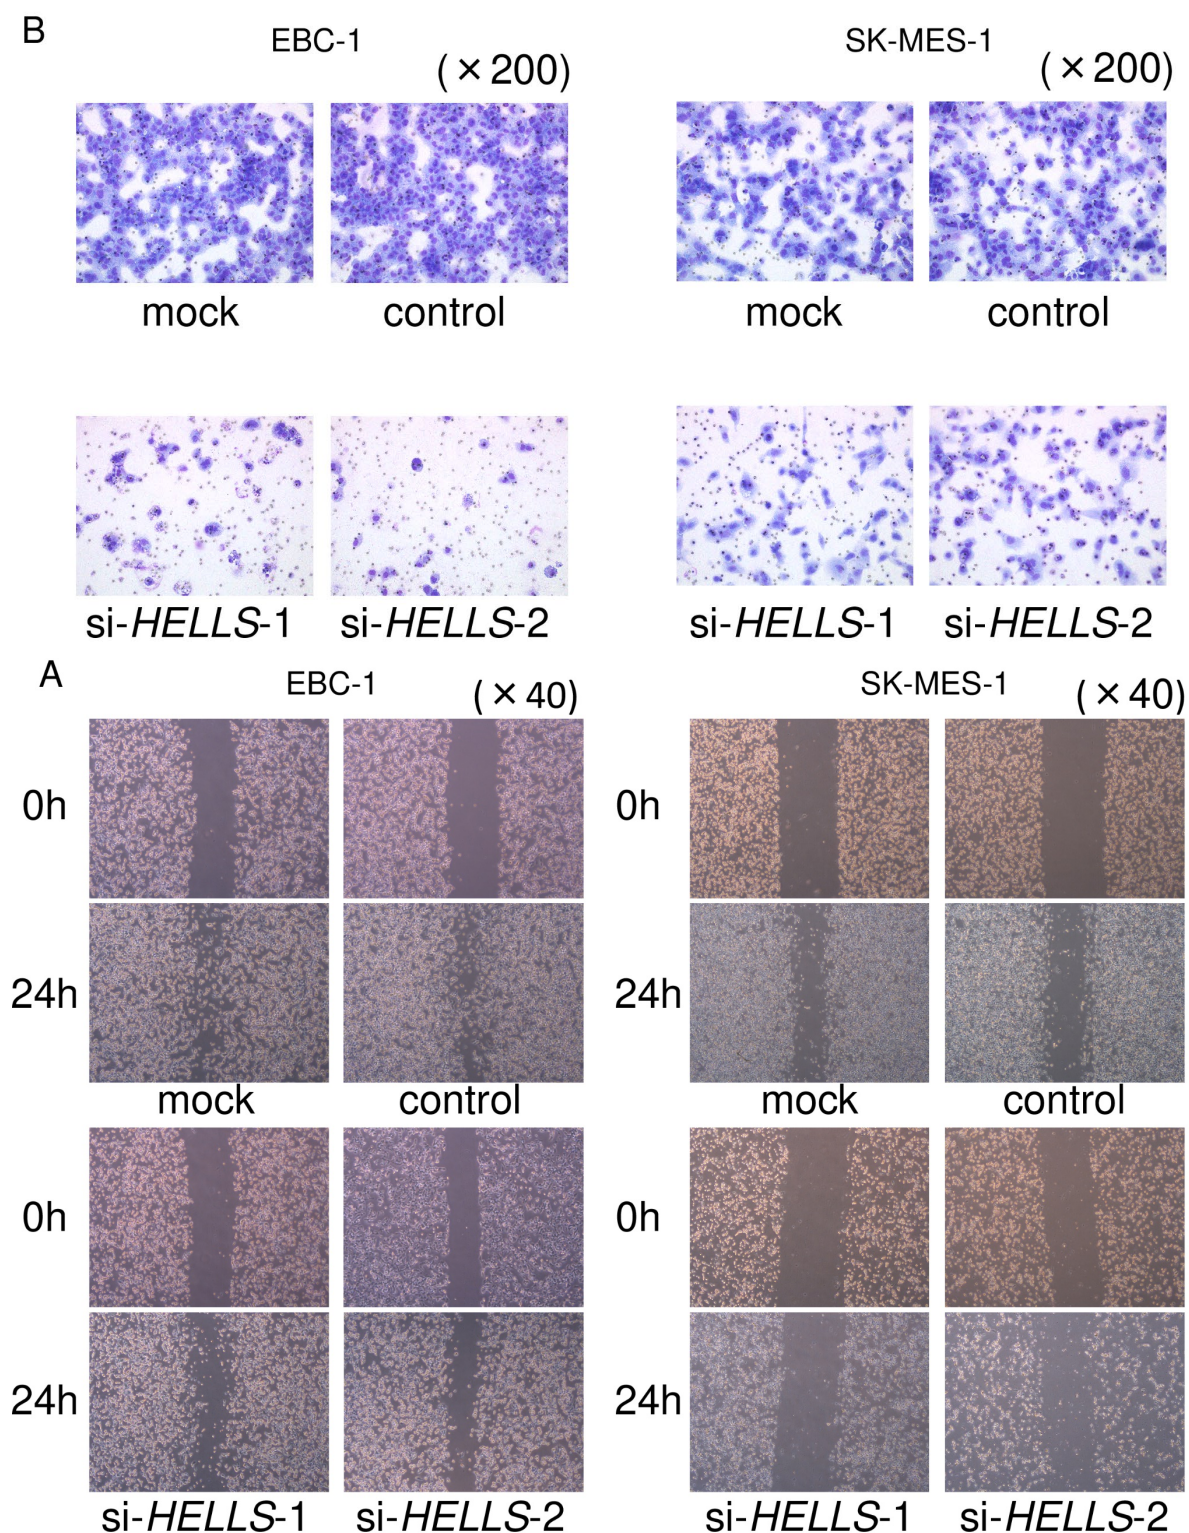 B
EBC-1
(×200)
SK-MES-1
(×200)
mock
control
mock
control
si-HELLS-1
si-HELLS-2
si-HELLS-1
si-HELLS-2
A
EBC-1
(×40)
SK-MES-1
(×40)
0h
0h
24h
24h
mock
control
mock
control
0h
0h
24h
24h
si-HELLS-1
si-HELLS-2
si-HELLS-1
si-HELLS-2